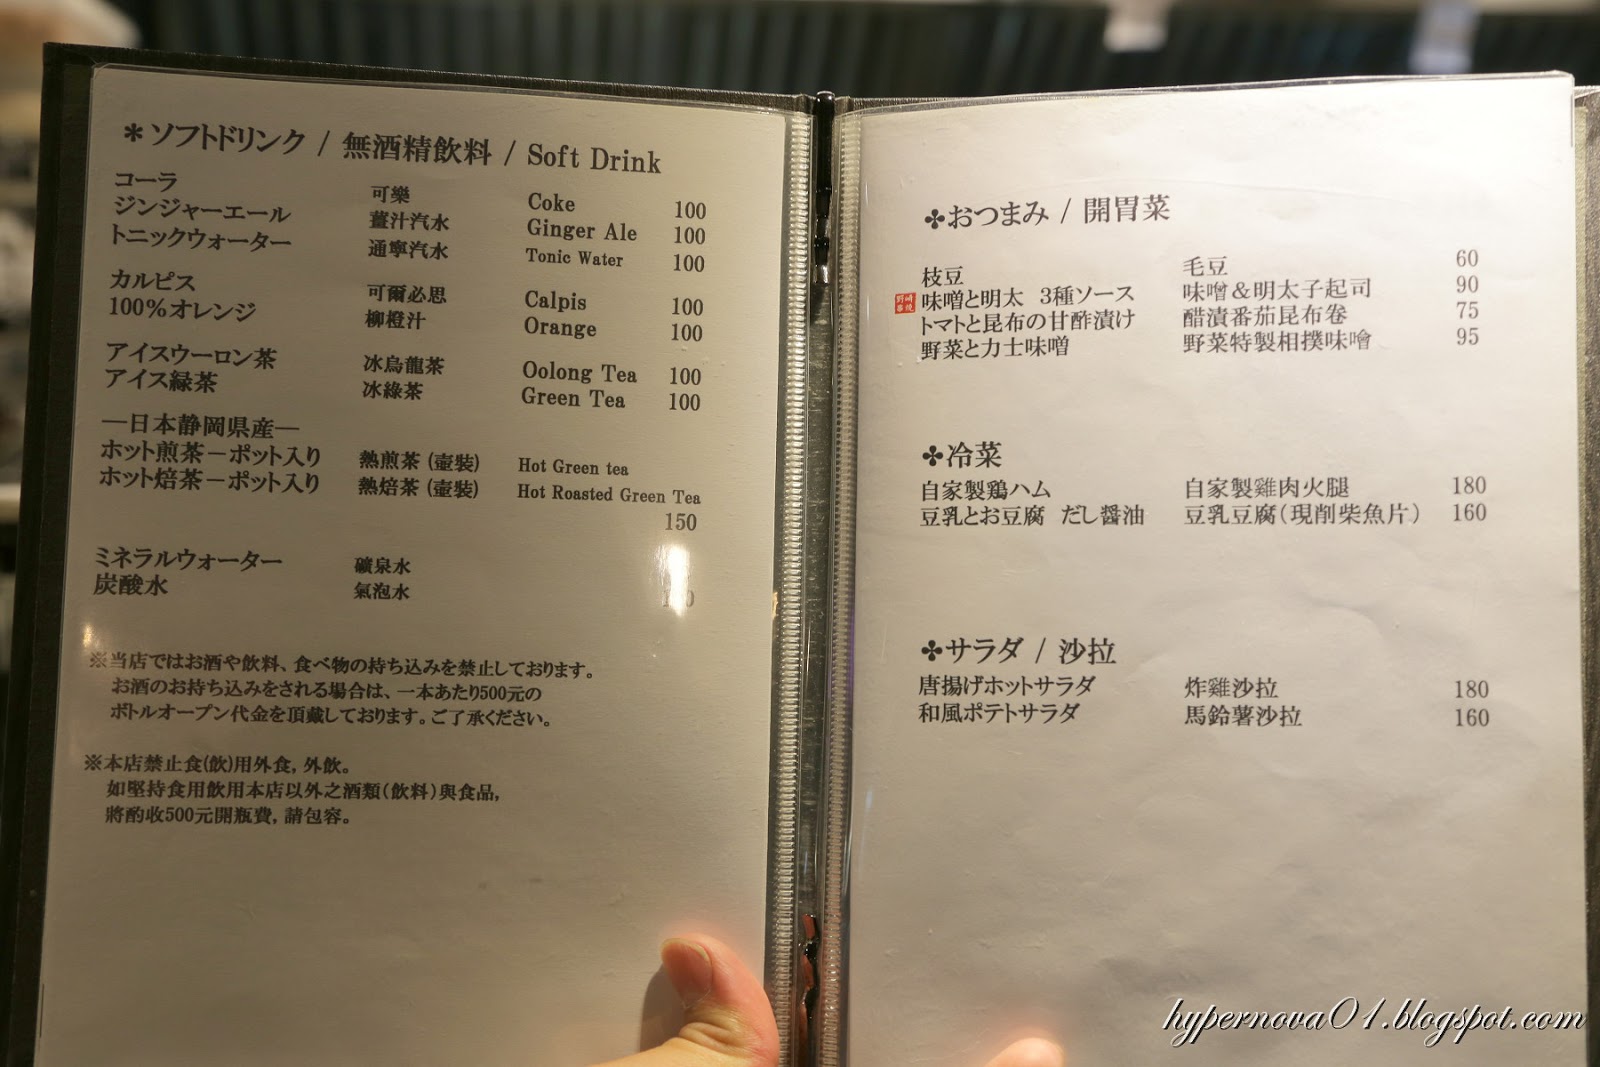 ＊ソフトドリンク / 無酒精飲料 / Soft Drink
コーラ 可樂 Coke 100
ジンジャーエール 薑汁汽水 Ginger Ale 100
トニックウォーター 通寧汽水 Tonic Water 100
カルピス 可爾必思 Calpis 100
100％オレンジ 柳橙汁 Orange 100
アイスウーロン茶 冰烏龍茶 Oolong Tea 100
アイス緑茶 冰綠茶 Green Tea 100
―日本静岡県産―
ホット煎茶－ポット入り 熱煎茶 (壺裝) Hot Green tea
ホット焙茶－ポット入り 熱焙茶 (壺裝) Hot Roasted Green Tea
150
ミネラルウォーター 礦泉水
炭酸水 氣泡水
※当店ではお酒や飲料、食べ物の持ち込みを禁止しております。
お酒のお持ち込みをされる場合は、一本あたり500元の
ボトルオープン代金を頂戴しております。ご了承ください。
※本店禁止食(飲)用外食，外飲。
如堅持食用飲用本店以外之酒類（飲料）與食品，
將酌收500元開瓶費，請包容。
✤おつまみ / 開胃菜
枝豆 毛豆 60
味噌と明太 3種ソース 味噌＆明太子起司 90
トマトと昆布の甘酢漬け 醋漬番茄昆布卷 75
野菜と力士味噌 野菜特製相撲味噌 95
✤冷菜
自家製鶏ハム 自家製雞肉火腿 180
豆乳とお豆腐 だし醤油 豆乳豆腐（現削柴魚片） 160
✤サラダ / 沙拉
唐揚げホットサラダ 炸雞沙拉 180
和風ポテトサラダ 馬鈴薯沙拉 160
hypernova01.blogspot.com